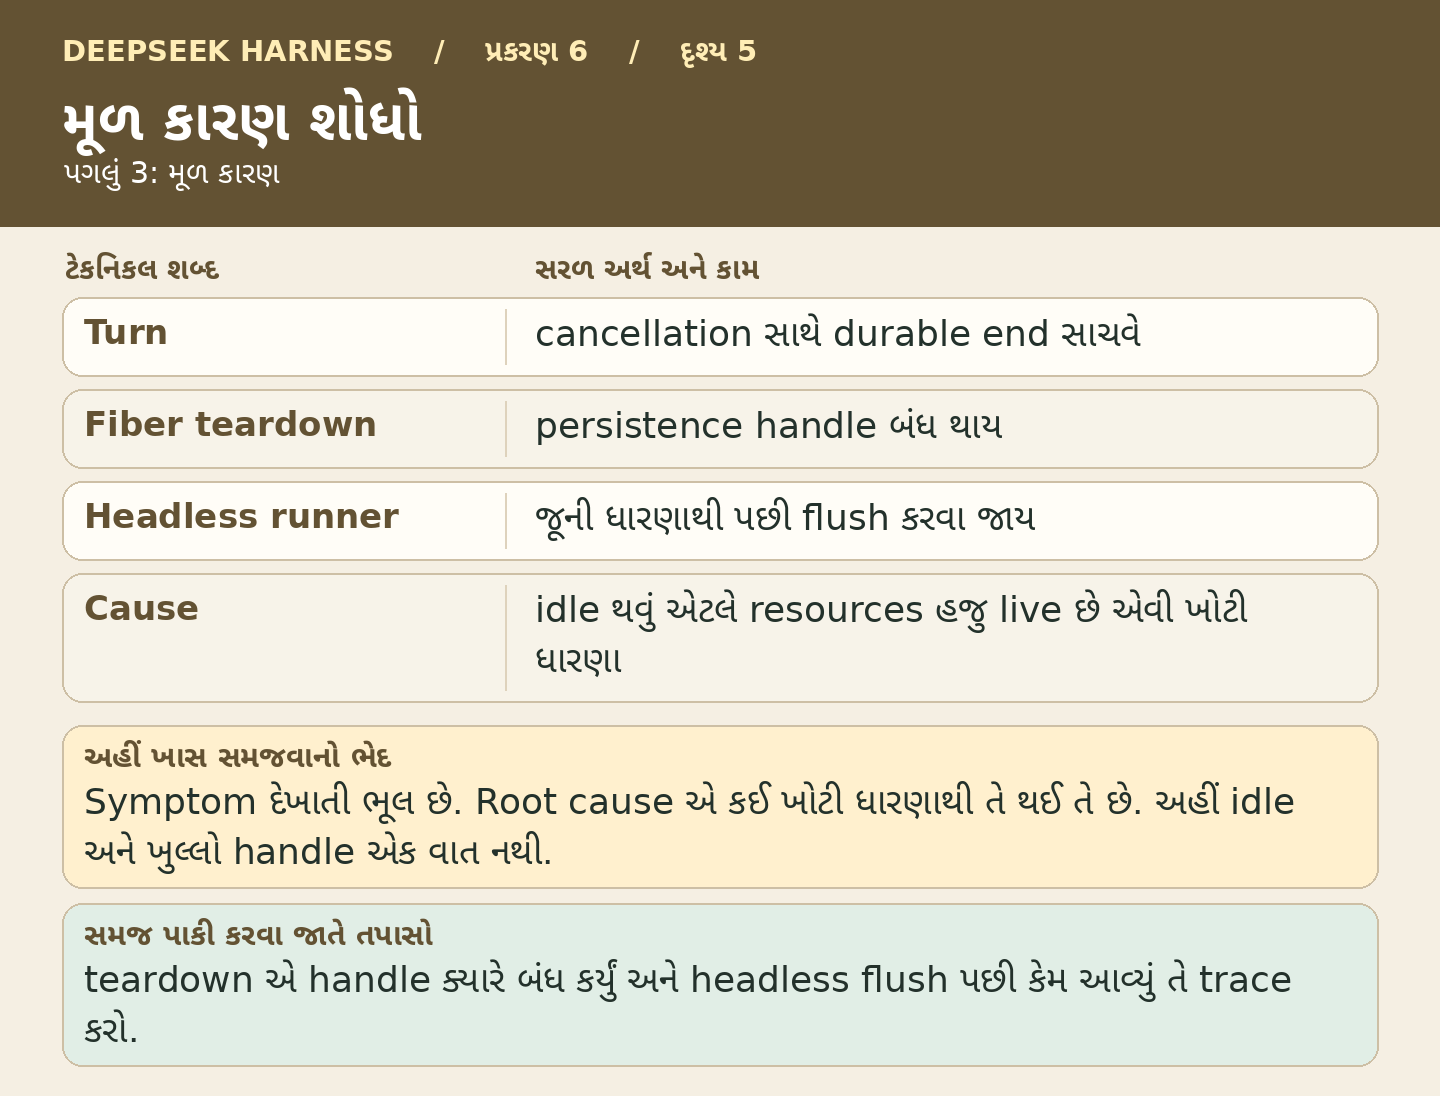 DEEPSEEK HARNESS / પ્રકરણ 6 / દૃશ્ય 5
મૂળ કારણ શોધો
પગલું 3: મૂળ કારણ
ટેકનિકલ શબ્દ સરળ અર્થ અને કામ
Turn cancellation સાથે durable end સાચવે
Fiber teardown persistence handle બંધ થાય
Headless runner જૂની ધારણાથી પછી flush કરવા જાય
Cause idle થવું એટલે resources હજુ live છે એવી ખોટી
ધારણા
અહીં ખાસ સમજવાનો ભેદ
Symptom દેખાતી ભૂલ છે. Root cause એ કઈ ખોટી ધારણાથી તે થઈ તે છે. અહીં idle
અને ખુલ્લો handle એક વાત નથી.
સમજ પાકી કરવા જાતે તપાસો
teardown એ handle ક્યારે બંધ કર્યું અને headless flush પછી કેમ આવ્યું તે trace
કરો.